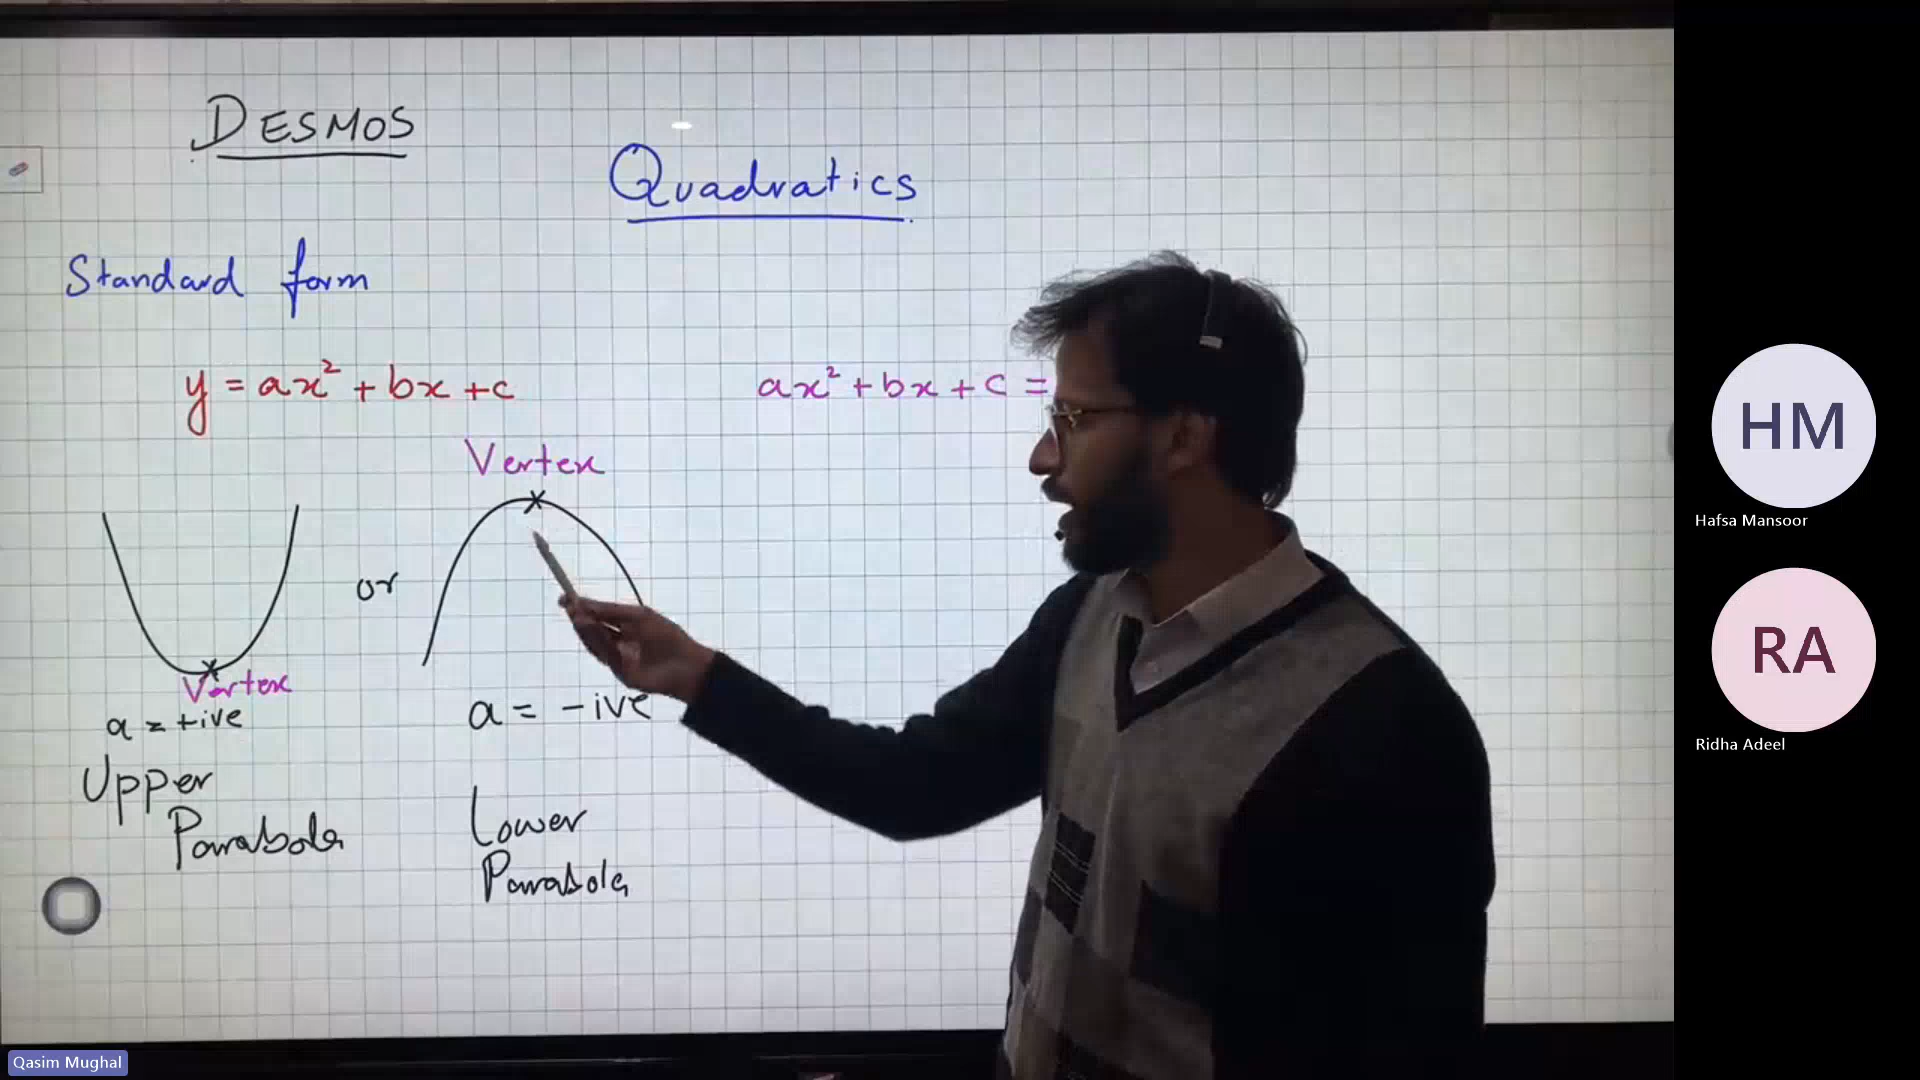 DESMOS
Quadratics
Standard form
y = ax² + bx + c
ax² + bx + c =
Vertex
or
Vertex
a = +ive
a = -ive
Upper
Parabola
Lower
Parabola
HM
Hafsa Mansoor
RA
Ridha Adeel
Qasim Mughal